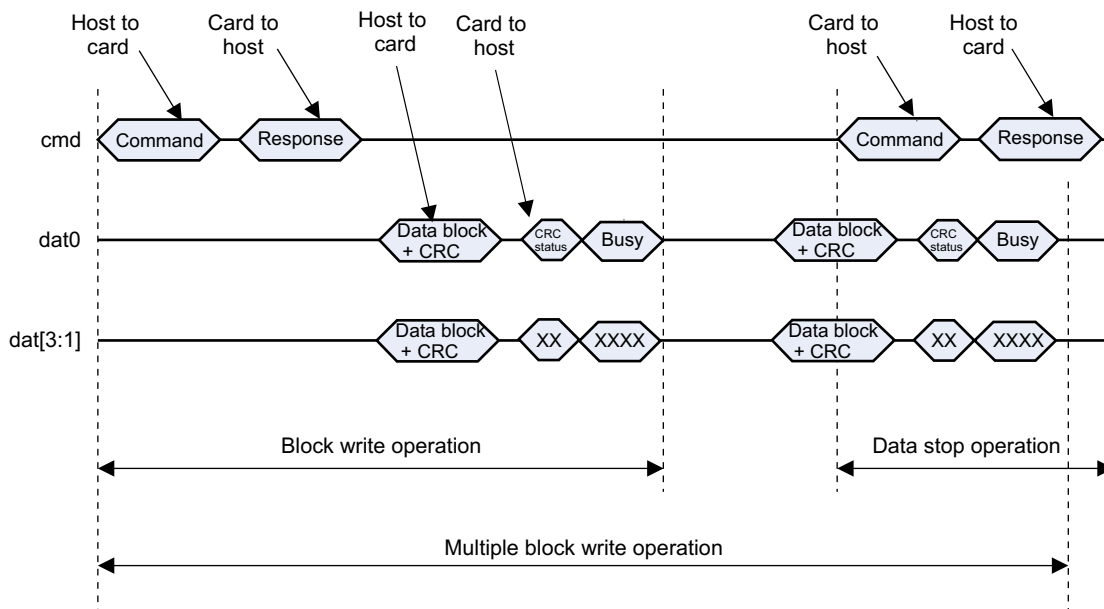 Host to
card
Card to
host
Host to
card
Card to
host
Card to
host
Host to
card
cmd
Command
Response
Command
Response
dat0
Data block
+ CRC
CRC
status
Busy
Data block
+ CRC
CRC
status
Busy
dat[3:1]
Data block
+ CRC
XX
XXXX
Data block
+ CRC
XX
XXXX
Block write operation
Data stop operation
Multiple block write operation